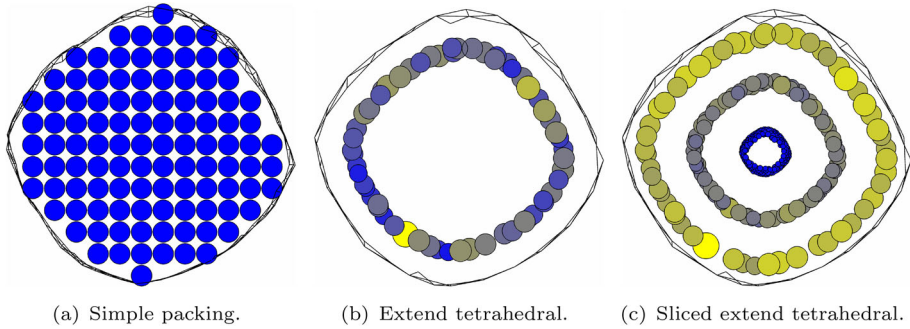 (a) Simple packing.
(b) Extend tetrahedral.
(c) Sliced extend tetrahedral.